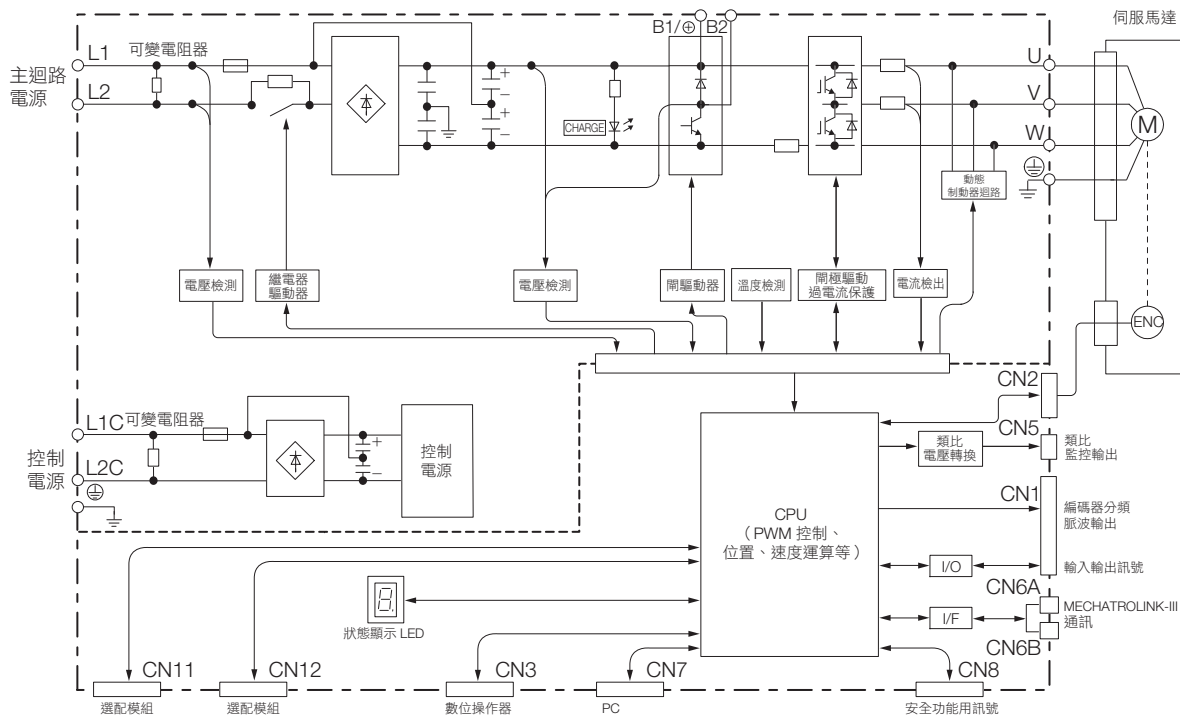 B1/⊕
B2
伺服馬達
L1
可變電阻器
U
主迴路
電源
L2
V
CHARGE
W
M
動態
制動器迴路
電壓檢測
繼電器
驅動器
電壓檢測
閘驅動器
溫度檢測
閘極驅動
過電流保護
電流檢出
ENC
CN2
L1C
可變電阻器
CN5
類比
電壓轉換
類比
監控輸出
控制
電源
控制
電源
L2C
CN1
CPU
（PWM 控制、
位置、速度運算等）
編碼器分頻
脈波輸出
I/O
輸入輸出訊號
CN6A
8.
I/F
MECHATROLINK-III
通訊
狀態顯示 LED
CN6B
CN11
CN12
CN3
CN7
CN8
選配模組
選配模組
數位操作器
PC
安全功能用訊號